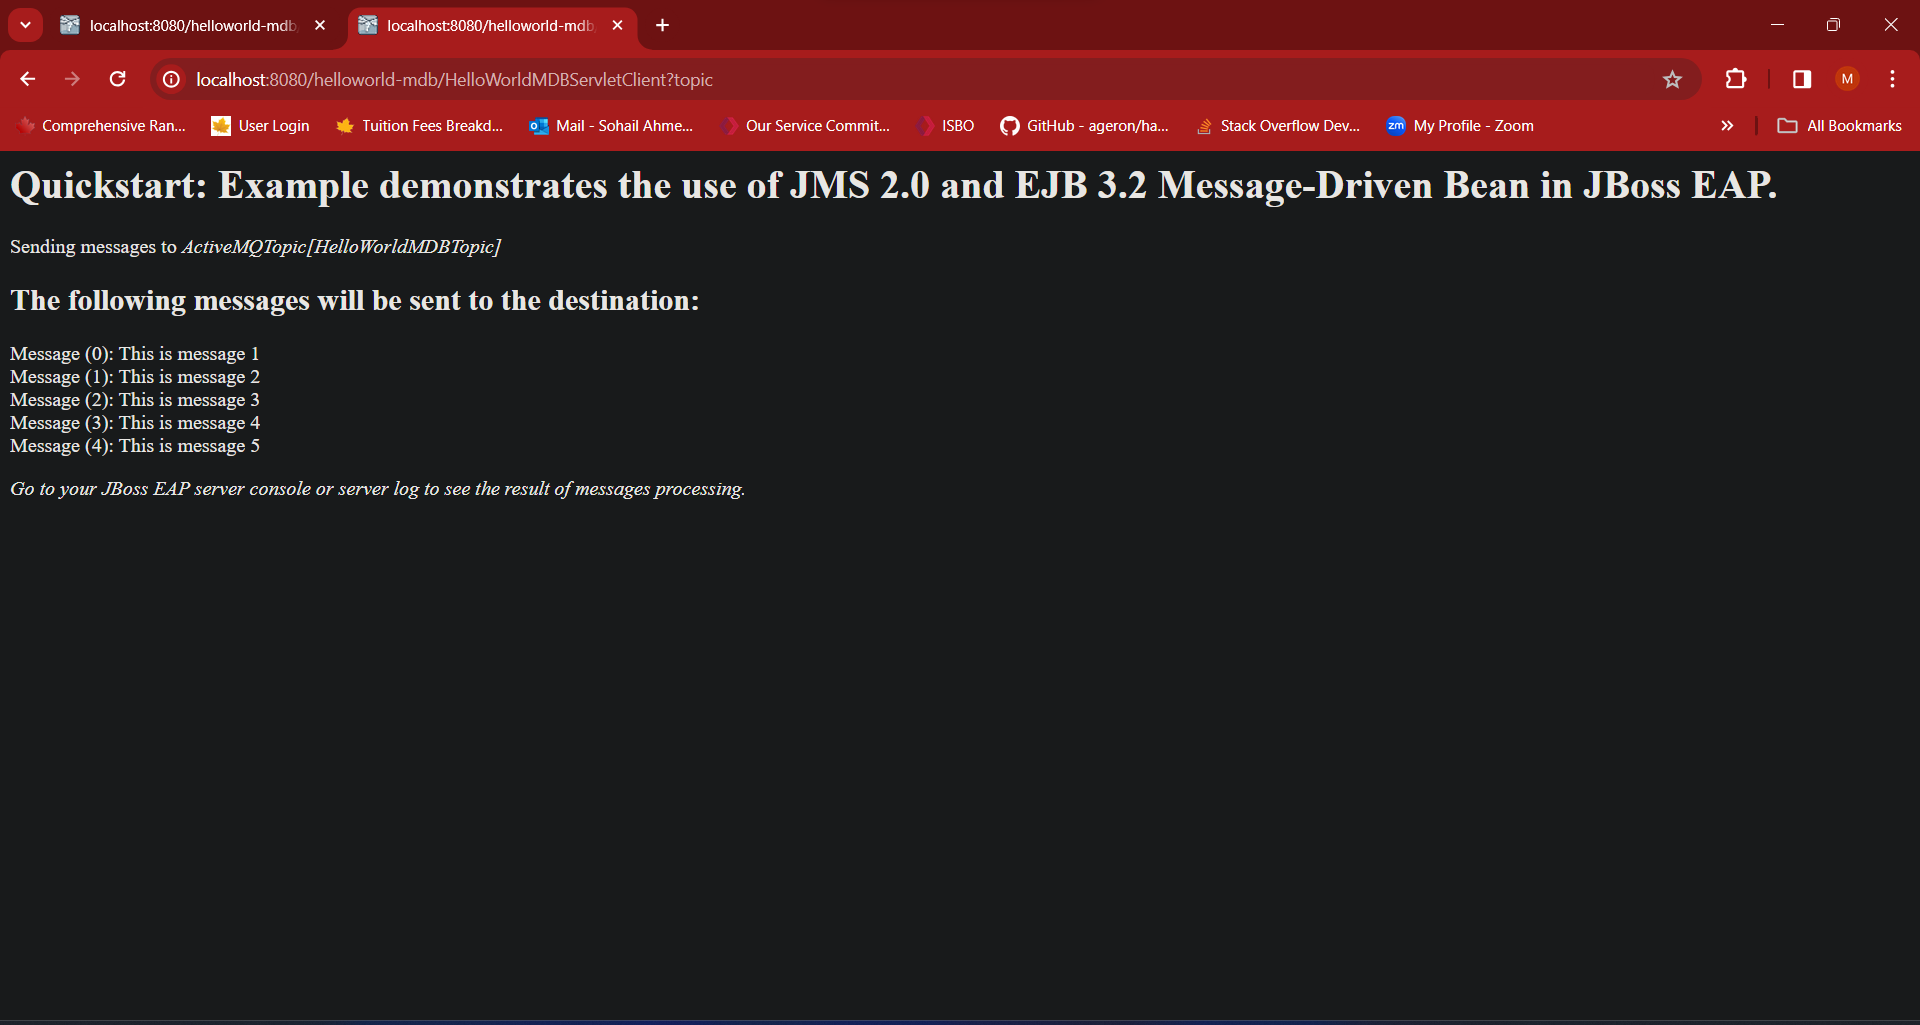 localhost:8080/helloworld-mdb
localhost:8080/helloworld-mdb
localhost:8080/helloworld-mdb/HelloWorldMDBServletClient?topic
M
Comprehensive Ran...
User Login
Tuition Fees Breakd...
Mail - Sohail Ahme...
Our Service Commit...
ISBO
GitHub - ageron/ha...
Stack Overflow Dev...
zm
My Profile - Zoom
All Bookmarks
Quickstart: Example demonstrates the use of JMS 2.0 and EJB 3.2 Message-Driven Bean in JBoss EAP.
Sending messages to ActiveMQTopic[HelloWorldMDBTopic]
The following messages will be sent to the destination:
Message (0): This is message 1
Message (1): This is message 2
Message (2): This is message 3
Message (3): This is message 4
Message (4): This is message 5
Go to your JBoss EAP server console or server log to see the result of messages processing.